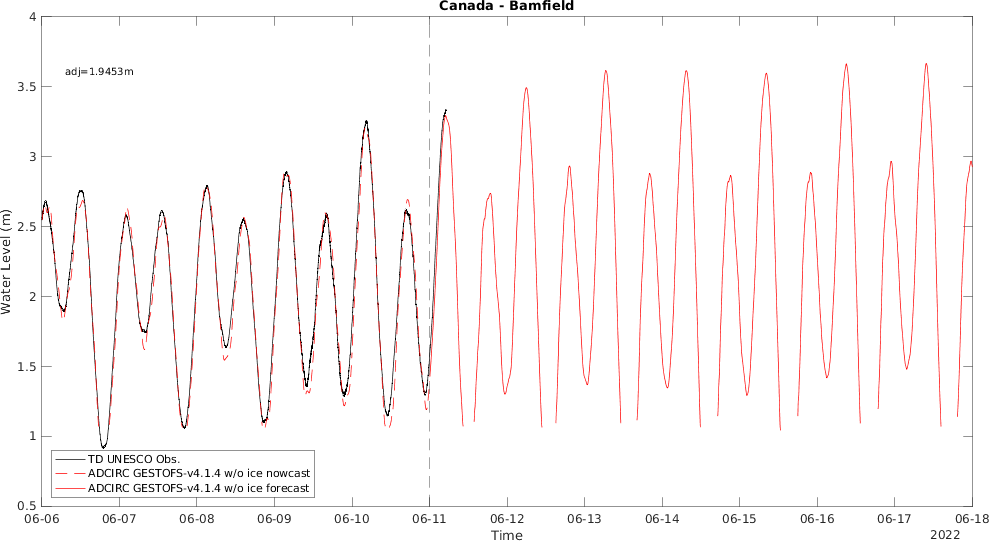 Canada - Bamfield
4
adj=1.9453m
3.5
3
2.5
Water Level (m)
2
1.5
1
TD UNESCO Obs.
ADCIRC GESTOFS-v4.1.4 w/o ice nowcast
ADCIRC GESTOFS-v4.1.4 w/o ice forecast
0.5
06-06 06-07 06-08 06-09 06-10 06-11 06-12 06-13 06-14 06-15 06-16 06-17 06-18
Time
2022